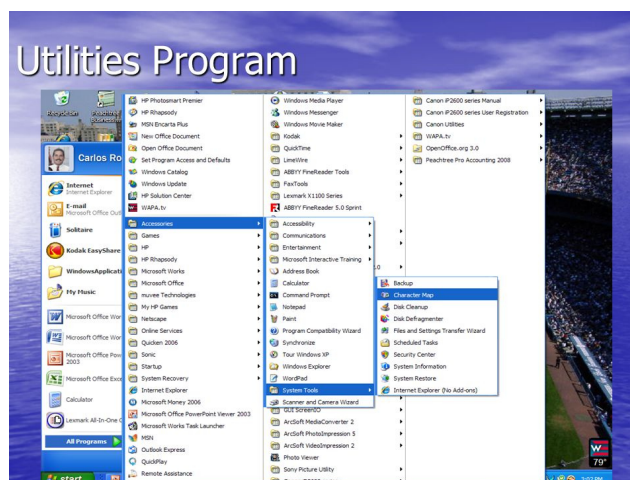 Utilities Program
Recycle Bin
Peachtree
Carlos Ro
Internet
Internet Explorer
E-mail
Microsoft Office Outl
Solitaire
Kodak EasyShare
WindowsApplicati
My Music
Microsoft Office Wor
Microsoft Office Wor
Microsoft Office Pow
2003
Microsoft Office Exce
Calculator
Lexmark All-In-One C
All Programs
start
HP Photosmart Premier
HP Rhapsody
MSN Encarta Plus
New Office Document
Open Office Document
Set Program Access and Defaults
Windows Catalog
Windows Update
HP Solution Center
WAPA.tv
Accessories
Games
HP
HP Rhapsody
Microsoft Works
Microsoft Office
muvee Technologies
My HP Games
Netscape
Online Services
Quicken 2006
Sonic
Startup
System Recovery
Internet Explorer
Microsoft Money 2006
Microsoft Office PowerPoint Viewer 2003
Microsoft Works Task Launcher
MSN
Outlook Express
QuickPlay
Remote Assistance
Windows Media Player
Windows Messenger
Windows Movie Maker
Kodak
QuickTime
LimeWire
ABBYY FineReader Tools
FaxTools
Lexmark X1100 Series
ABBYY FineReader 5.0 Sprint
Accessibility
Communications
Entertainment
Microsoft Interactive Training
Address Book
Calculator
Command Prompt
Notepad
Paint
Program Compatibility Wizard
Synchronize
Tour Windows XP
Windows Explorer
WordPad
System Tools
Scanner and Camera Wizard
GUI ScreenIO
ArcSoft MediaConverter 2
ArcSoft PhotoImpression 5
ArcSoft VideoImpression 2
Photo Viewer
Sony Picture Utility
Canon iP2600 series Manual
Canon iP2600 series User Registration
Canon Utilities
WAPA.tv
OpenOffice.org 3.0
Peachtree Pro Accounting 2008
.0
Backup
Character Map
Disk Cleanup
Disk Defragmenter
Files and Settings Transfer Wizard
Scheduled Tasks
Security Center
System Information
System Restore
Internet Explorer (No Add-ons)
79°
3:02 PM